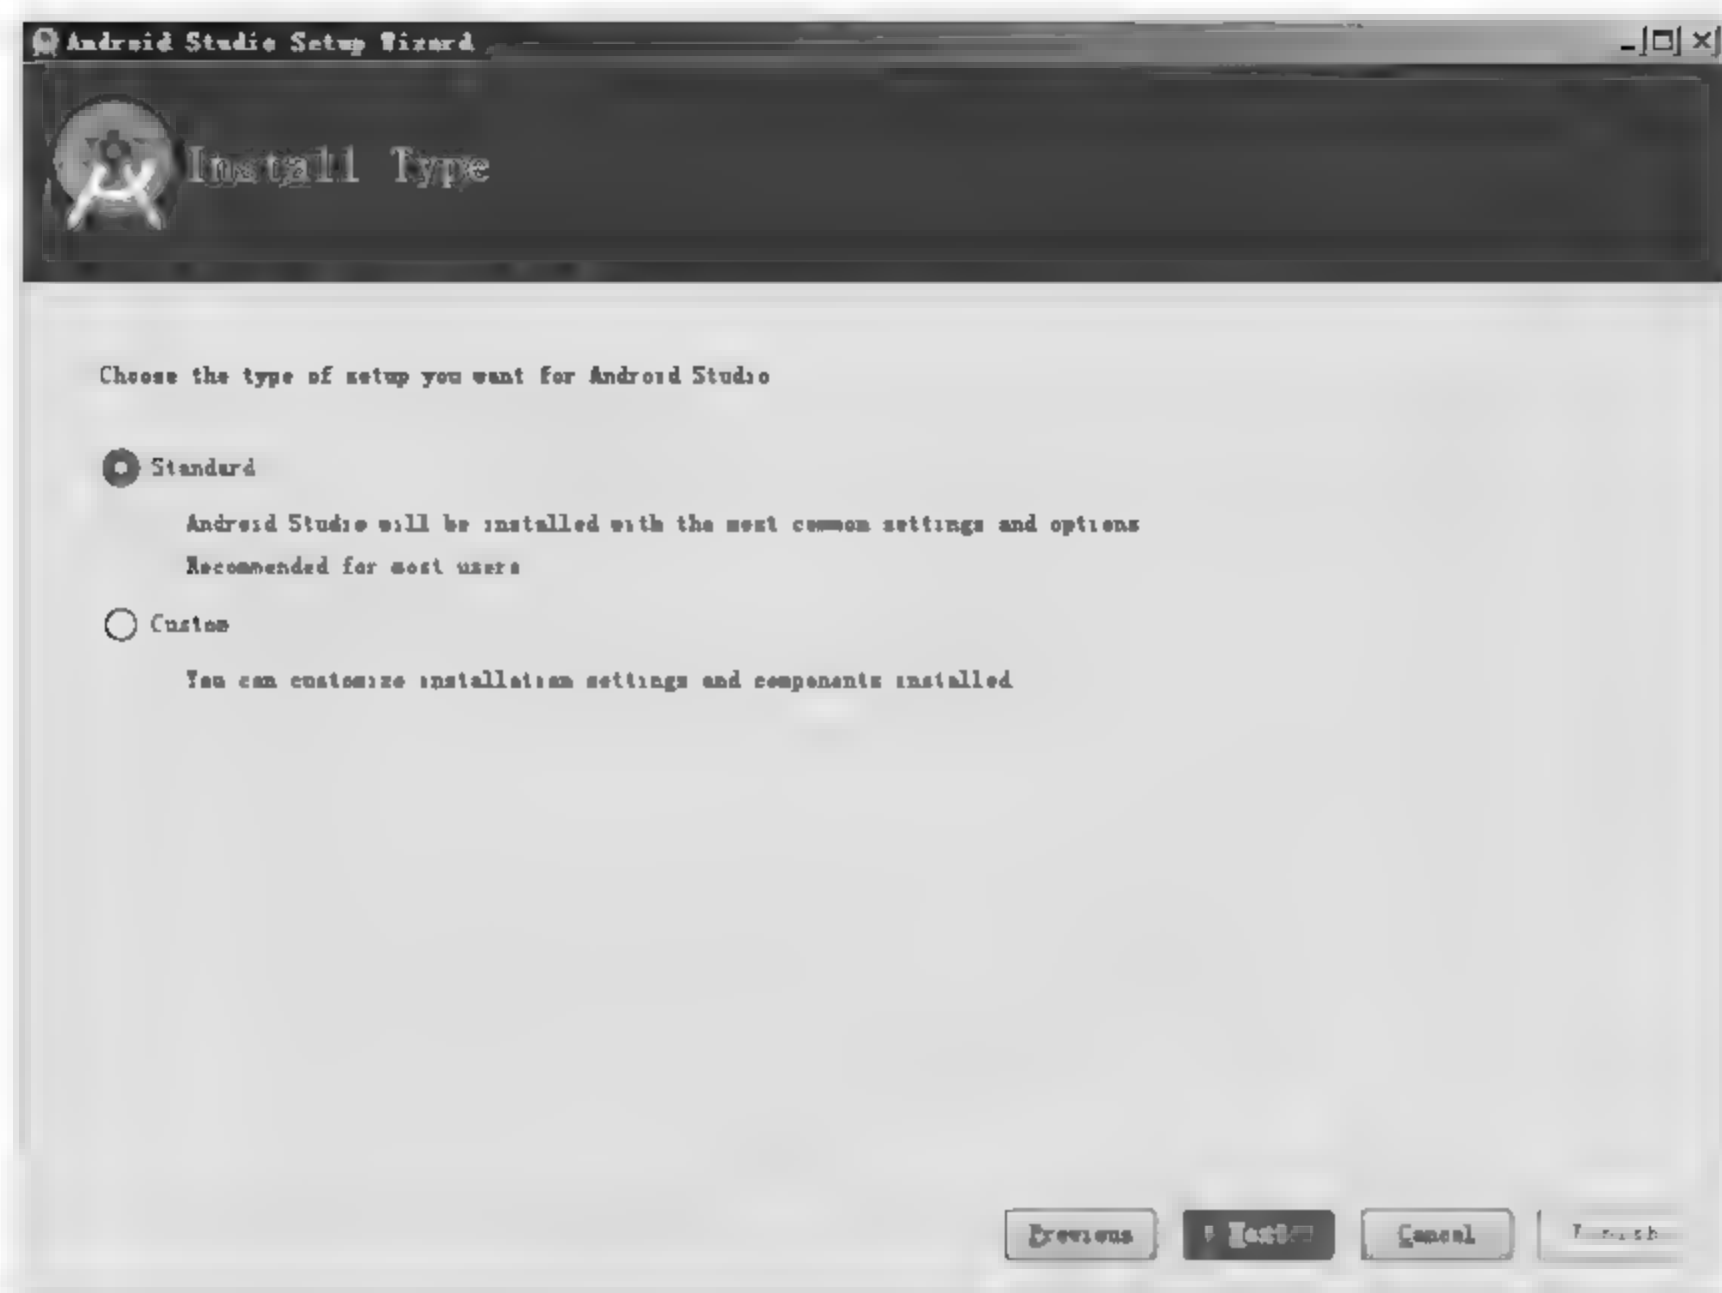 Android Studio Setup Wizard
Install Type
Choose the type of setup you want for Android Studio
Standard
Android Studio will be installed with the most common settings and options
Recommended for most users
Custom
You can customize installation settings and components installed
Previous
Next
Cancel
Finish